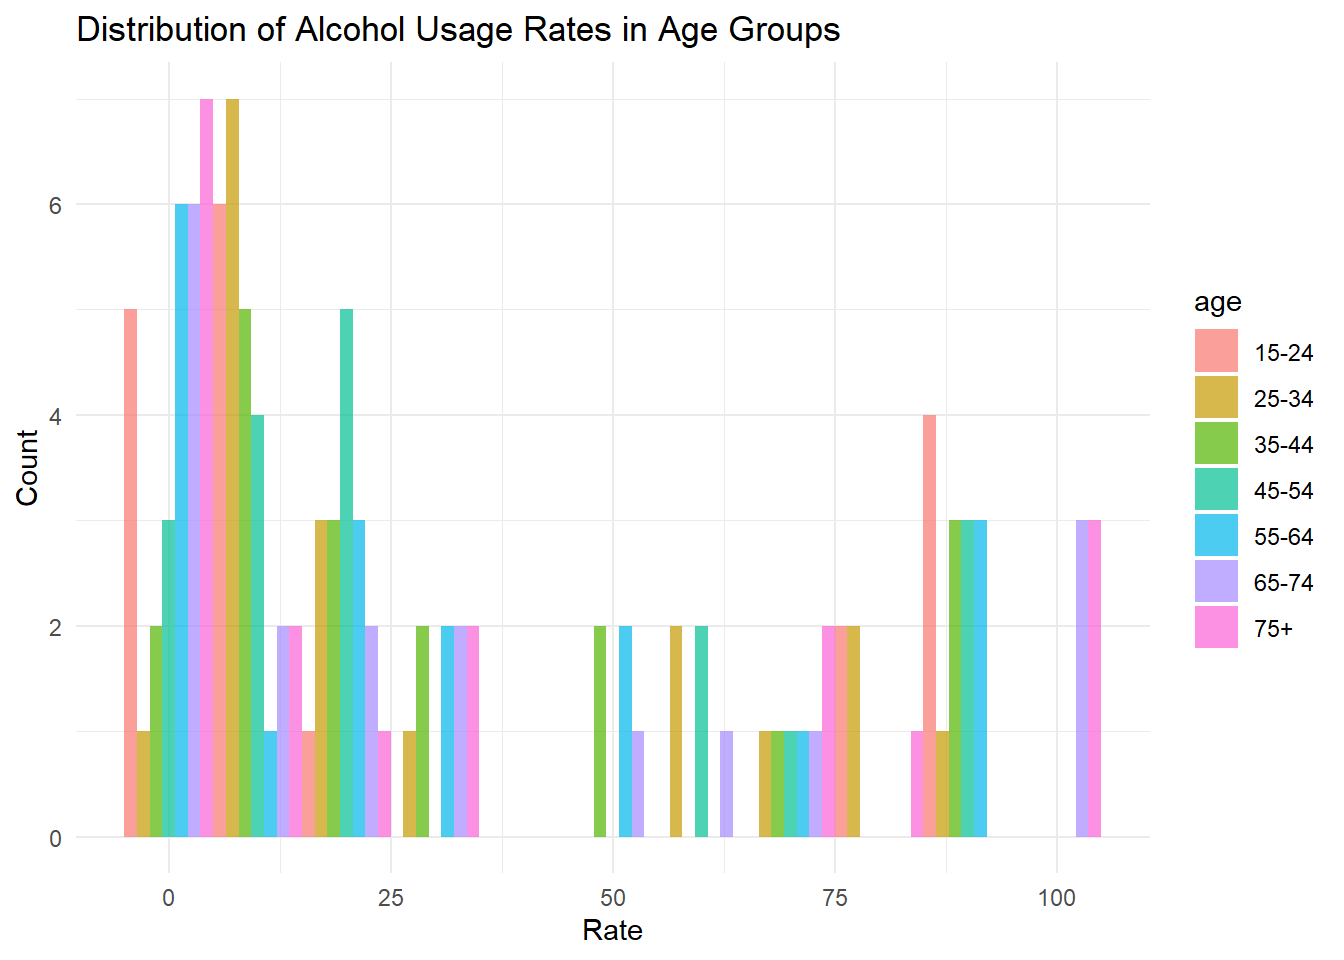 Distribution of Alcohol Usage Rates in Age Groups
6
4
2
0
Count
0 25 50 75 100
Rate
age
15-24
25-34
35-44
45-54
55-64
65-74
75+